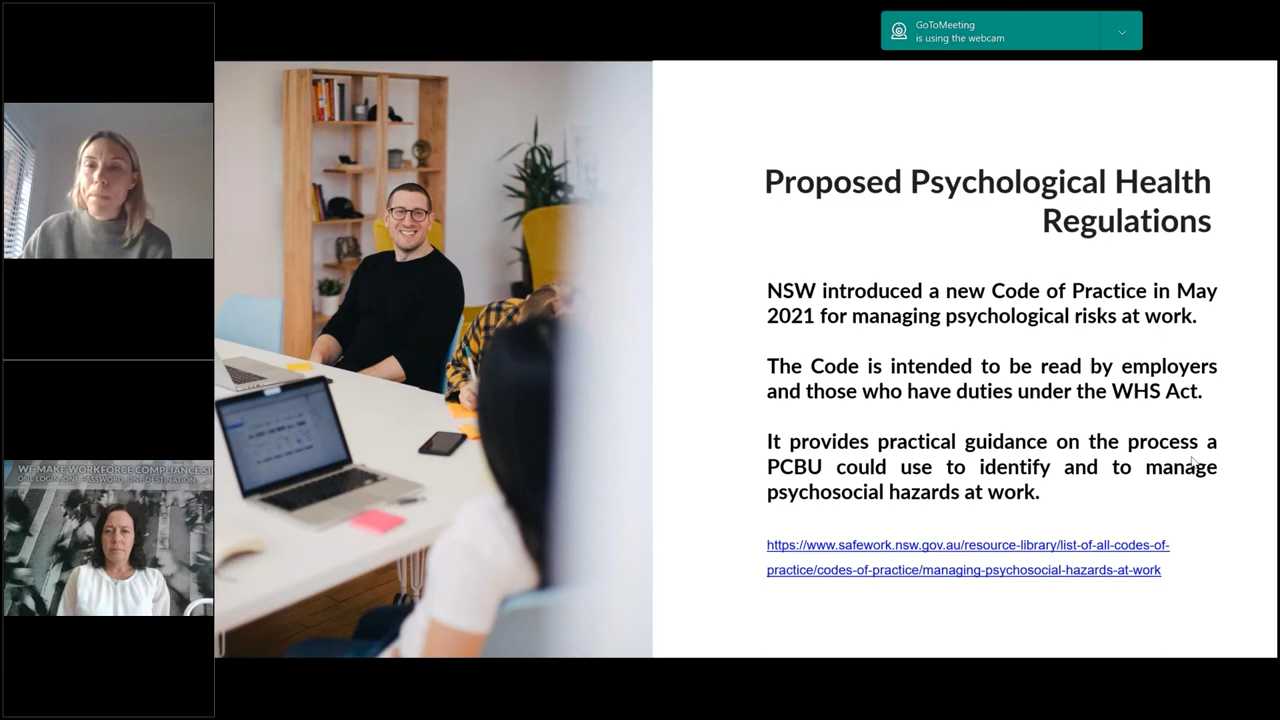 GoToMeeting
is using the webcam
Proposed Psychological Health
Regulations
NSW introduced a new Code of Practice in May
2021 for managing psychological risks at work.
The Code is intended to be read by employers
and those who have duties under the WHS Act.
It provides practical guidance on the process a
PCBU could use to identify and to manage
psychosocial hazards at work.
https://www.safework.nsw.gov.au/resource-library/list-of-all-codes-of-
practice/codes-of-practice/managing-psychosocial-hazards-at-work
WE MAKE WORKFORCE COMPLIANCE SI
ONE LOGIN. ONE PASSWORD. ONE DESTINATION.